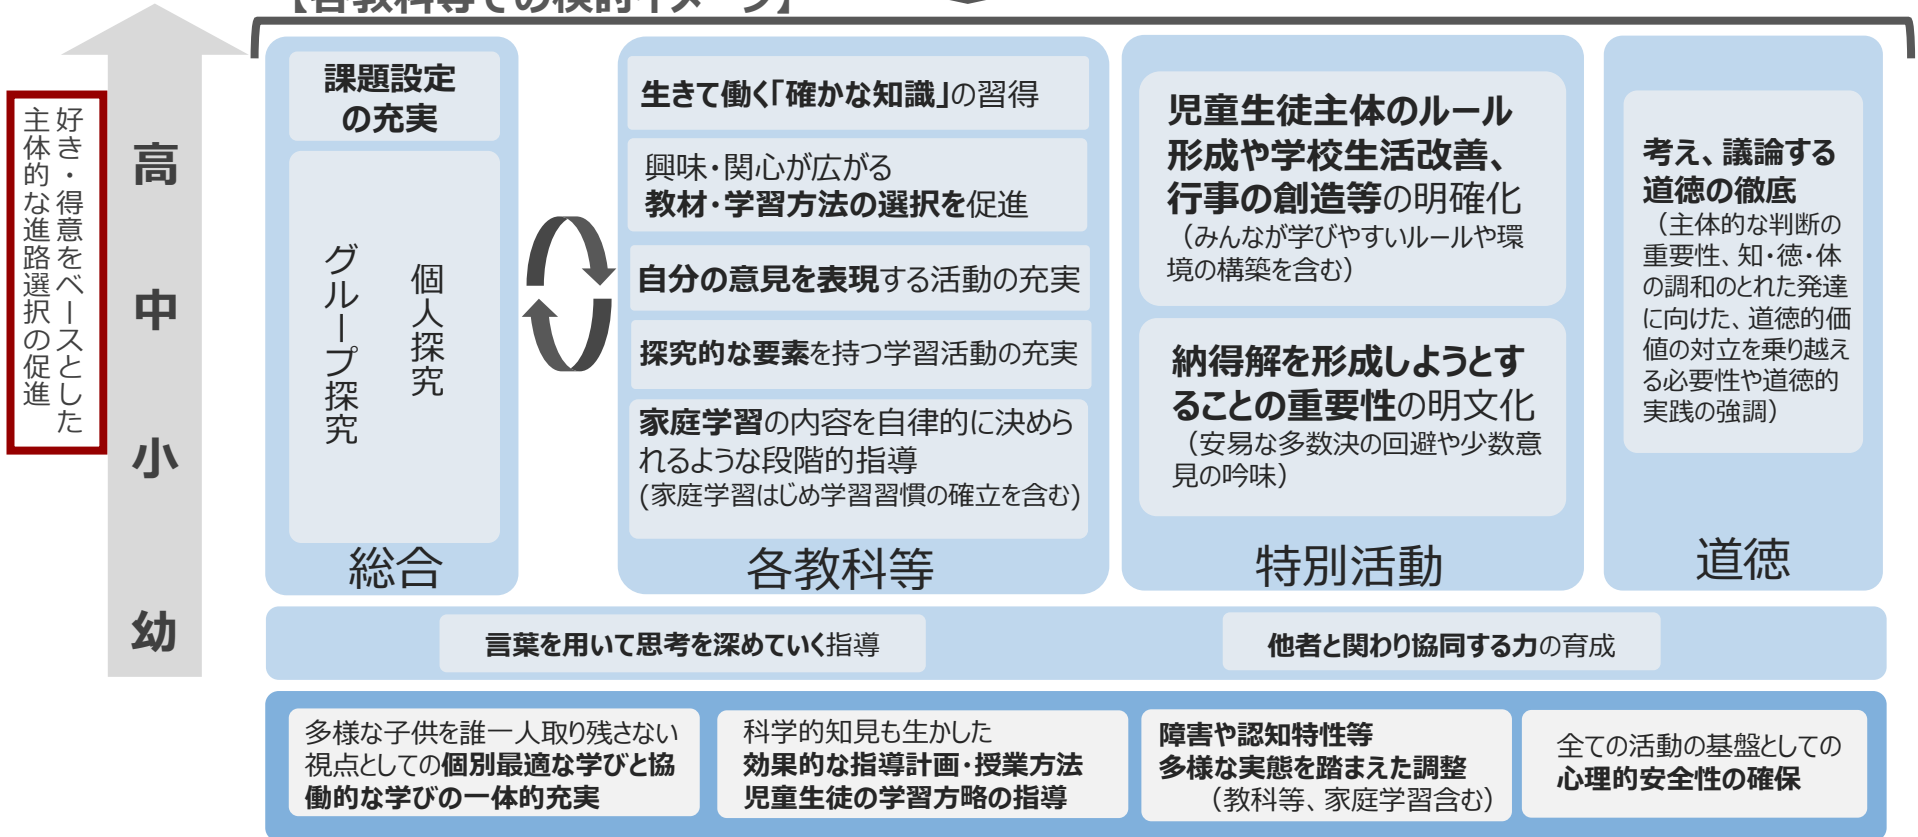 【各教科等での検討イメージ】
好き・得意をベースとした
主体的な進路選択の促進
高
中
小
幼
課題設定
の充実
個人探究
グループ探究
総合
生きて働く「確かな知識」の習得
興味・関心が広がる
教材・学習方法の選択を促進
自分の意見を表現する活動の充実
探究的な要素を持つ学習活動の充実
家庭学習の内容を自律的に決めら
れるような段階的指導
(家庭学習はじめ学習習慣の確立を含む)
各教科等
児童生徒主体のルール
形成や学校生活改善、
行事の創造等の明確化
（みんなが学びやすいルールや環
境の構築を含む）
納得解を形成しようとす
ることの重要性の明文化
（安易な多数決の回避や少数意
見の吟味）
特別活動
考え、議論する
道徳の徹底
（主体的な判断の
重要性、知・徳・体
の調和のとれた発達
に向けた、道徳的価
値の対立を乗り越え
る必要性や道徳的
実践の強調）
道徳
言葉を用いて思考を深めていく指導
他者と関わり協同する力の育成
多様な子供を誰一人取り残さない
視点としての個別最適な学びと協
働的な学びの一体的充実
科学的知見も生かした
効果的な指導計画・授業方法
児童生徒の学習方略の指導
障害や認知特性等
多様な実態を踏まえた調整
（教科等、家庭学習含む）
全ての活動の基盤としての
心理的安全性の確保